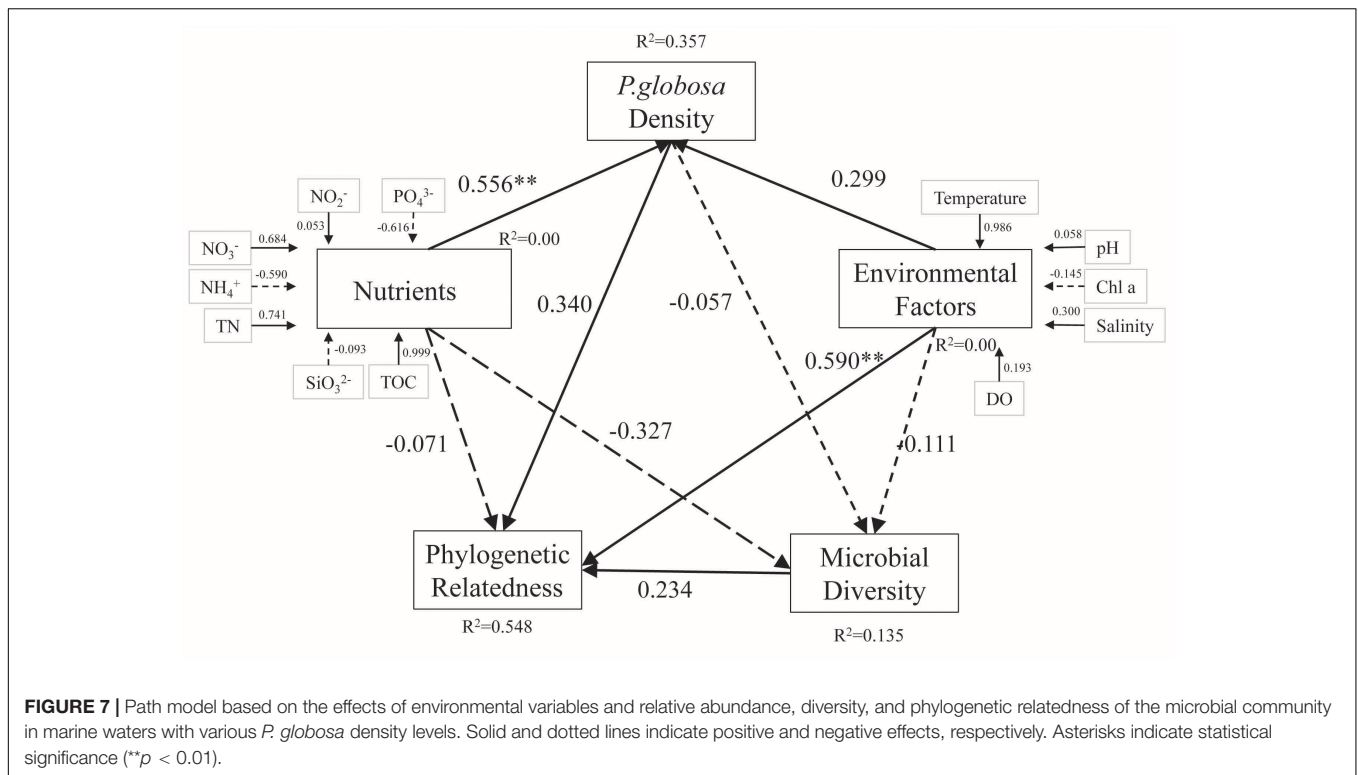 R²=0.357
P.globosa
Density
0.556**
0.299
NO₂⁻
0.053
PO₄³⁻
-0.616
NO₃⁻
0.684
NH₄⁺
-0.590
TN
0.741
SiO₃²⁻
-0.093
TOC
0.999
Nutrients
R²=0.00
Temperature
0.986
pH
0.058
Chl a
-0.145
Salinity
0.300
DO
0.193
Environmental
Factors
R²=0.00
0.340
-0.057
0.590**
-0.071
-0.327
-0.111
Phylogenetic
Relatedness
R²=0.548
0.234
Microbial
Diversity
R²=0.135
FIGURE 7 | Path model based on the effects of environmental variables and relative abundance, diversity, and phylogenetic relatedness of the microbial community
in marine waters with various P. globosa density levels. Solid and dotted lines indicate positive and negative effects, respectively. Asterisks indicate statistical
significance (**p < 0.01).